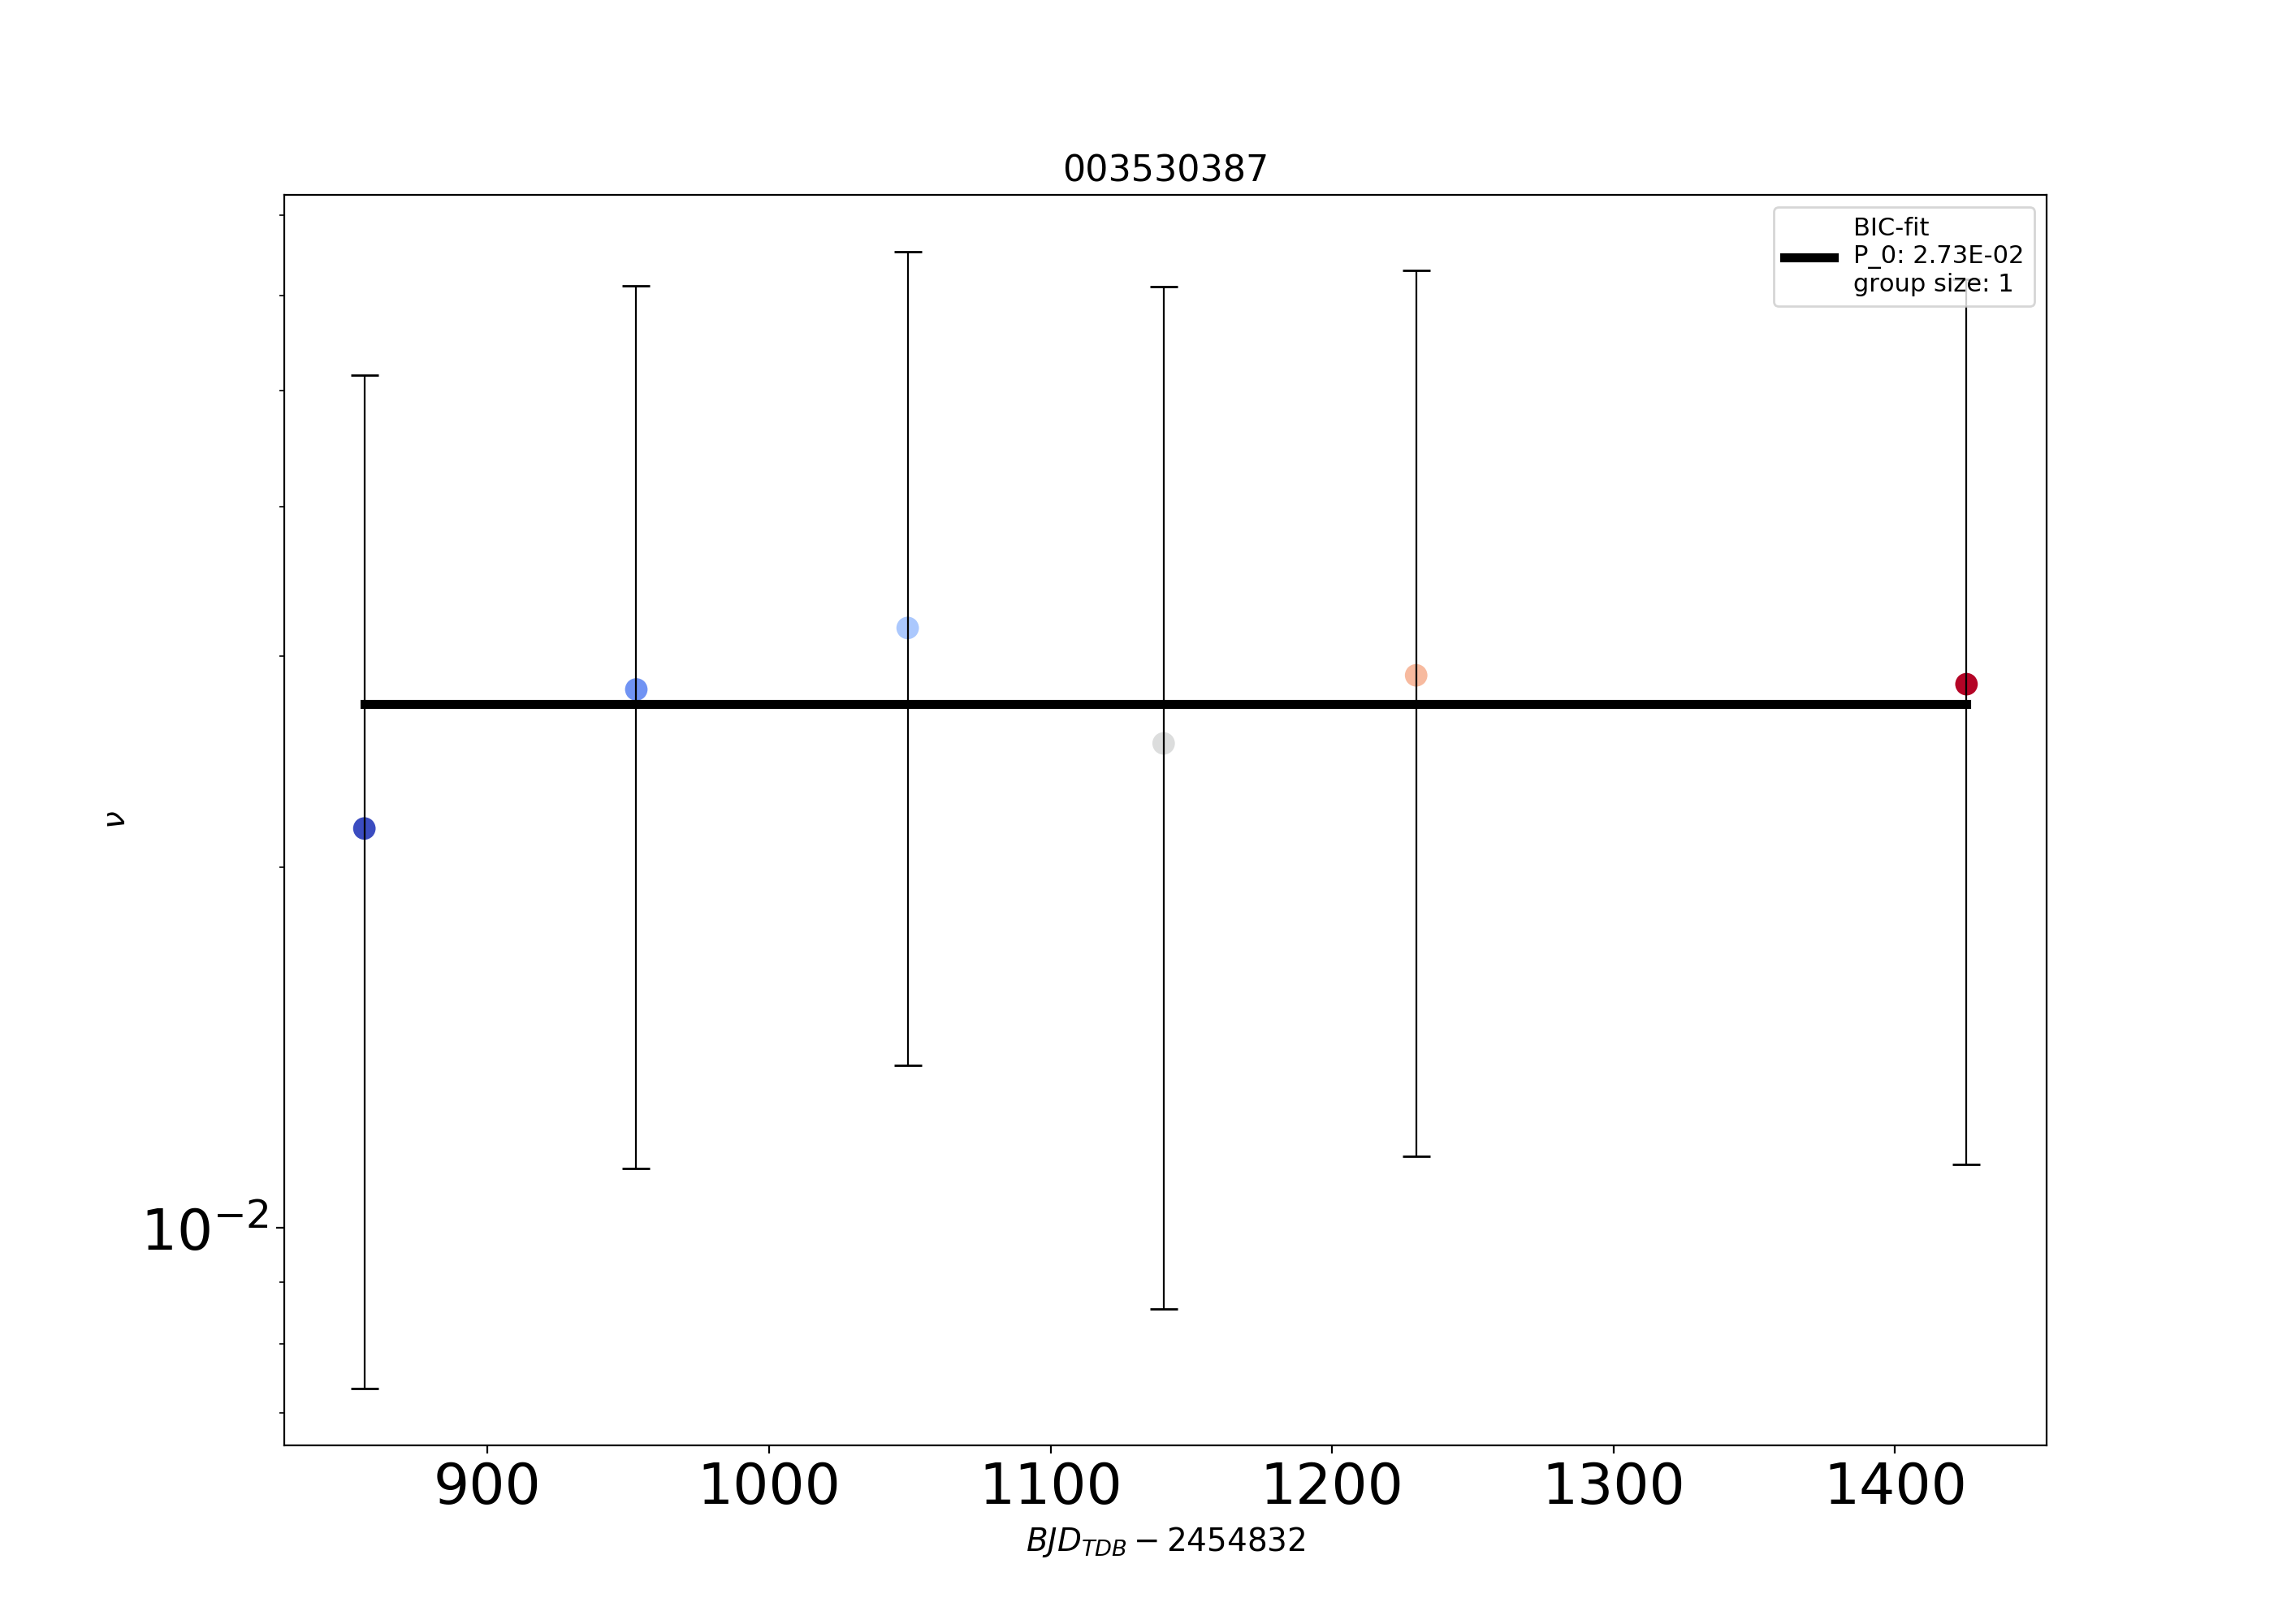 003530387
BIC-fit
P_0: 2.73E-02
group size: 1
ν
10⁻²
900 1000 1100 1200 1300 1400
BJD_TDB − 2454832